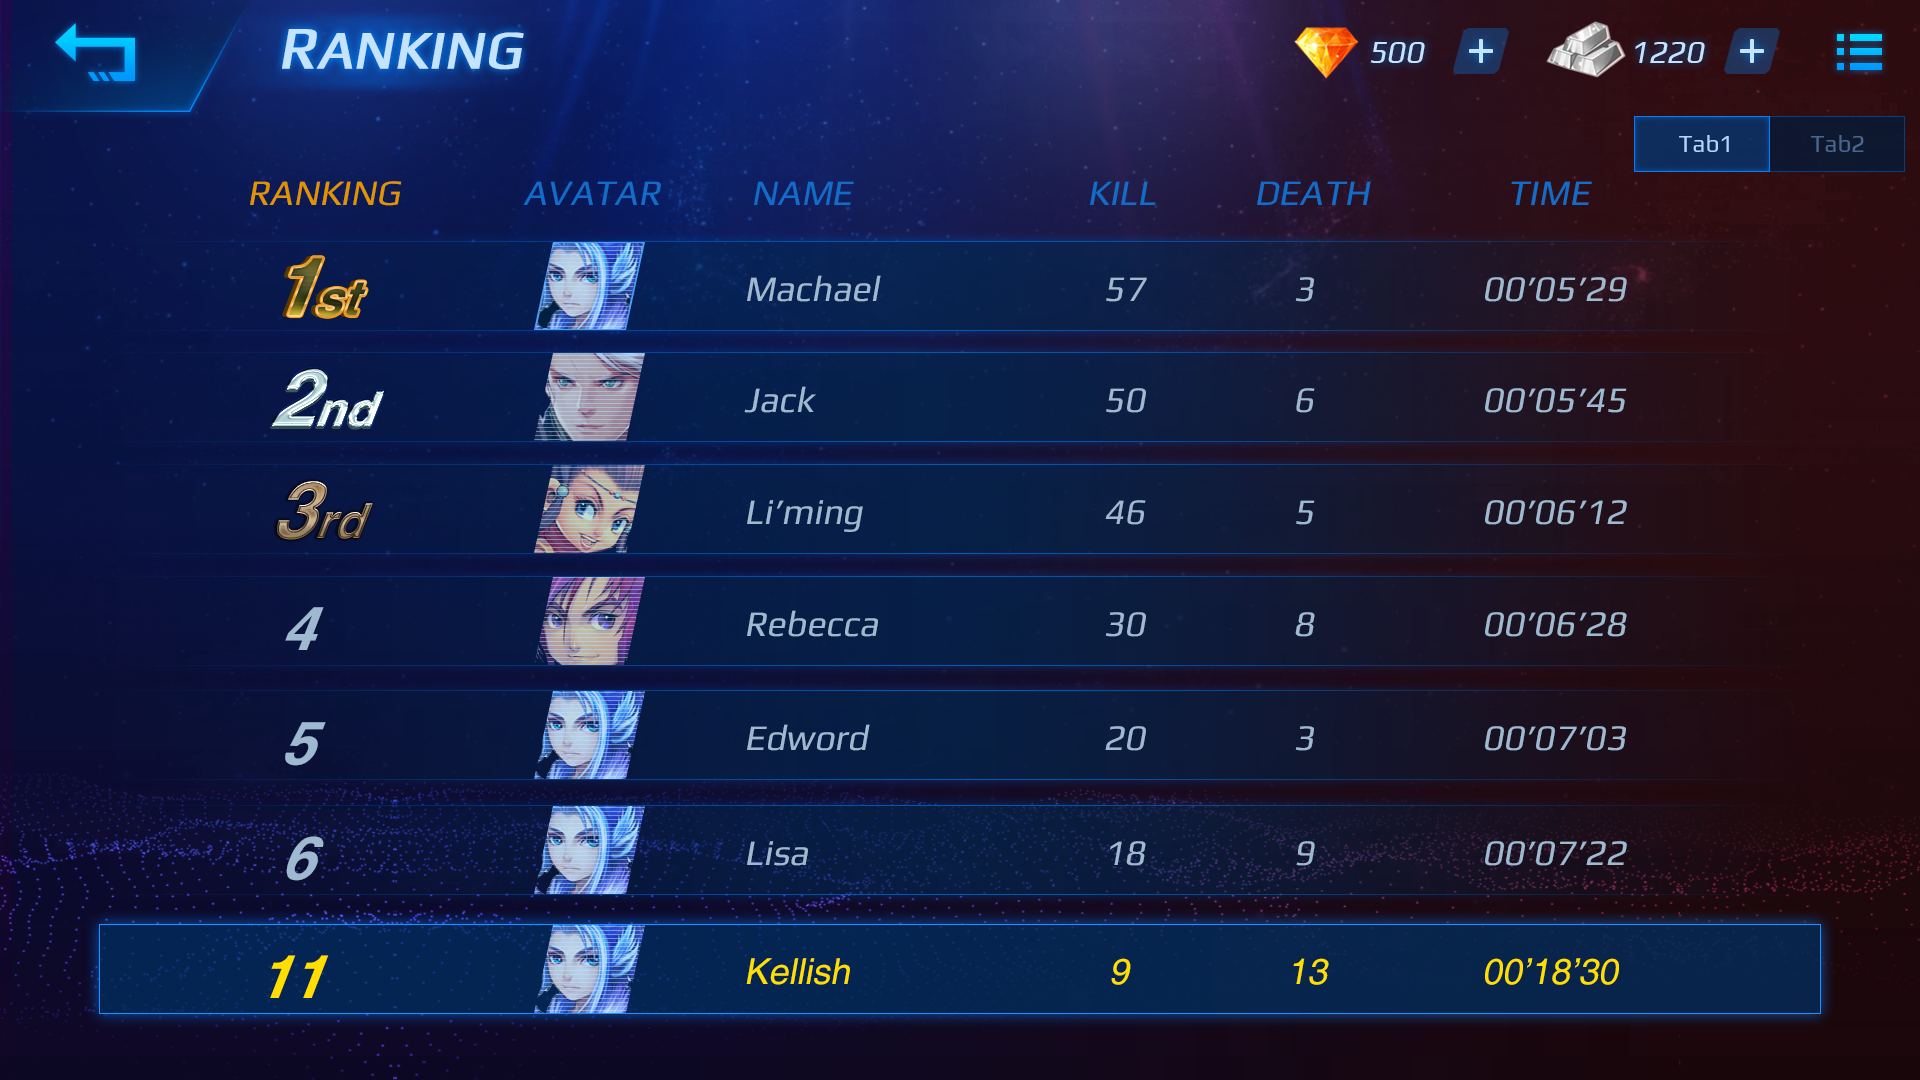 RANKING
500 + 1220 +
Tab1 Tab2
RANKING AVATAR NAME KILL DEATH TIME
1st Machael 57 3 00'05'29
2nd Jack 50 6 00'05'45
3rd Li'ming 46 5 00'06'12
4 Rebecca 30 8 00'06'28
5 Edword 20 3 00'07'03
6 Lisa 18 9 00'07'22
11 Kellish 9 13 00'18'30